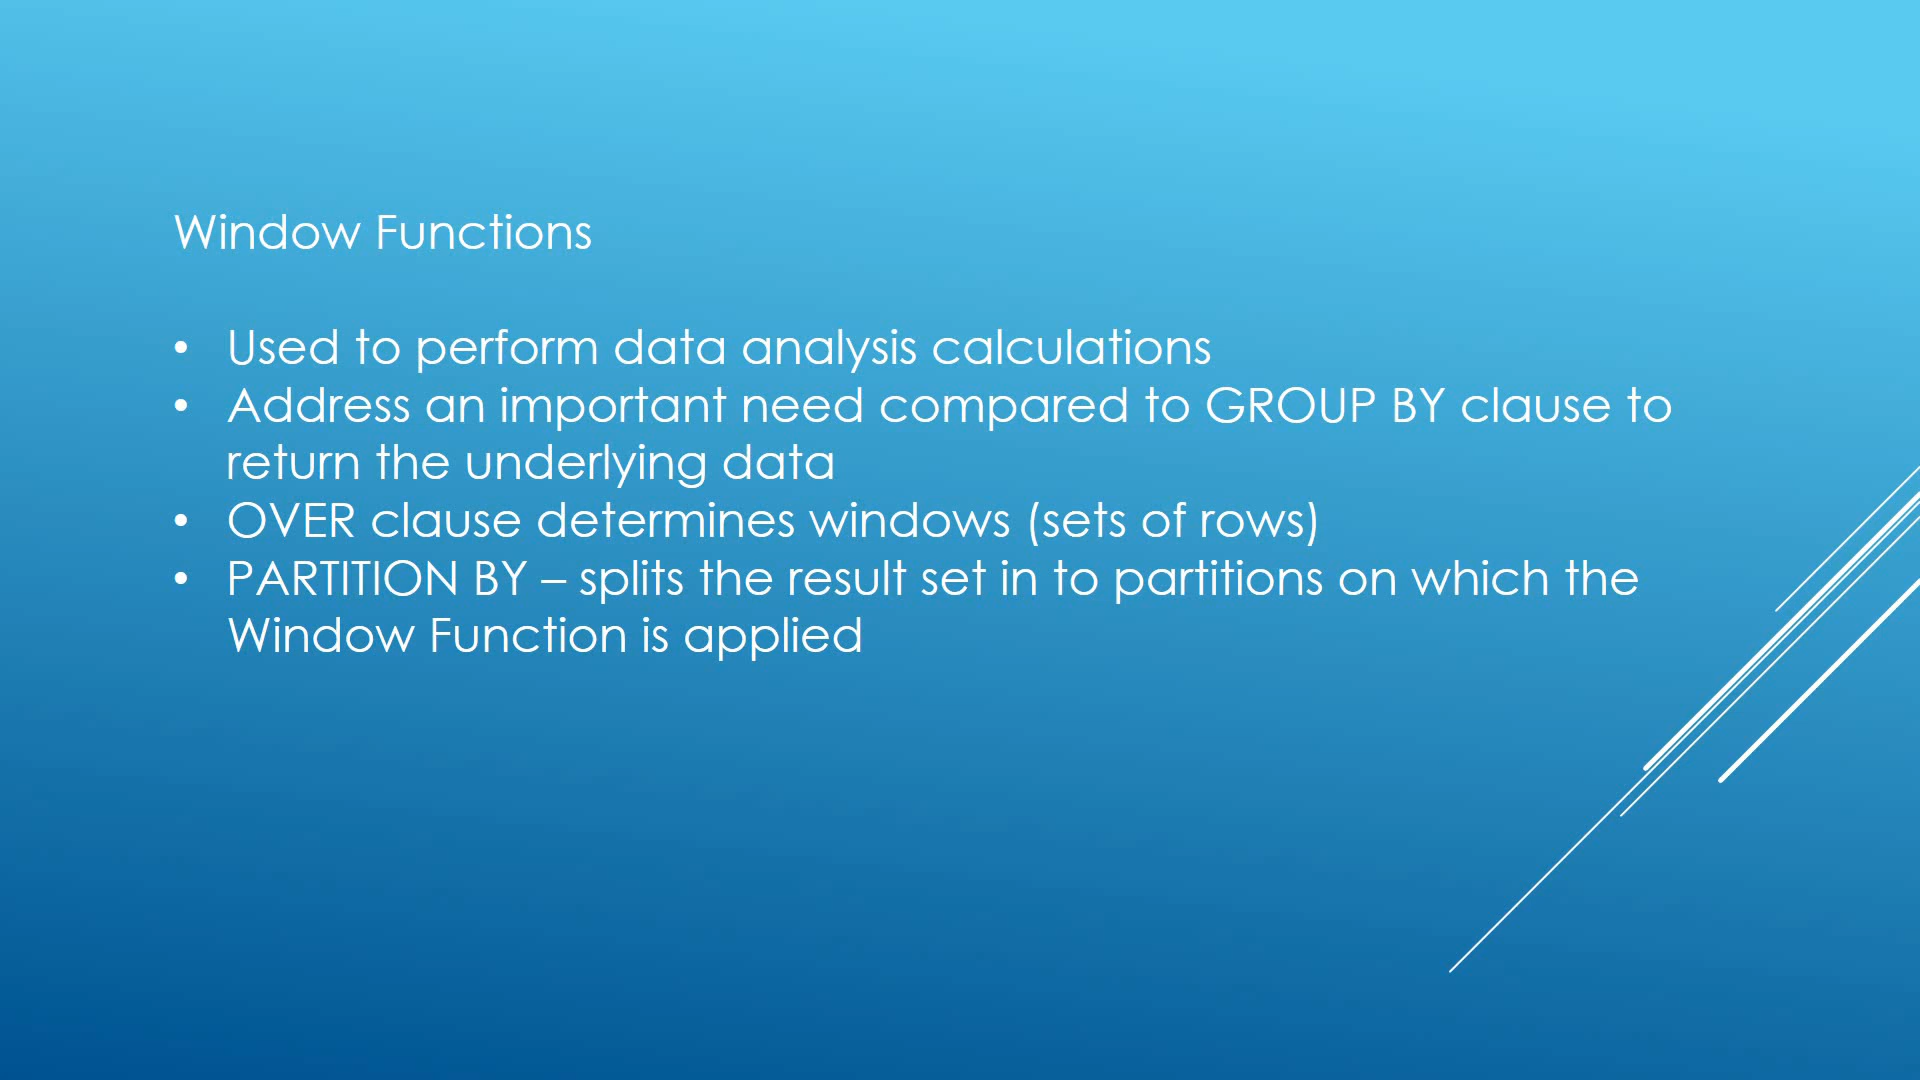 Window Functions
• Used to perform data analysis calculations
• Address an important need compared to GROUP BY clause to
return the underlying data
• OVER clause determines windows (sets of rows)
• PARTITION BY – splits the result set in to partitions on which the
Window Function is applied